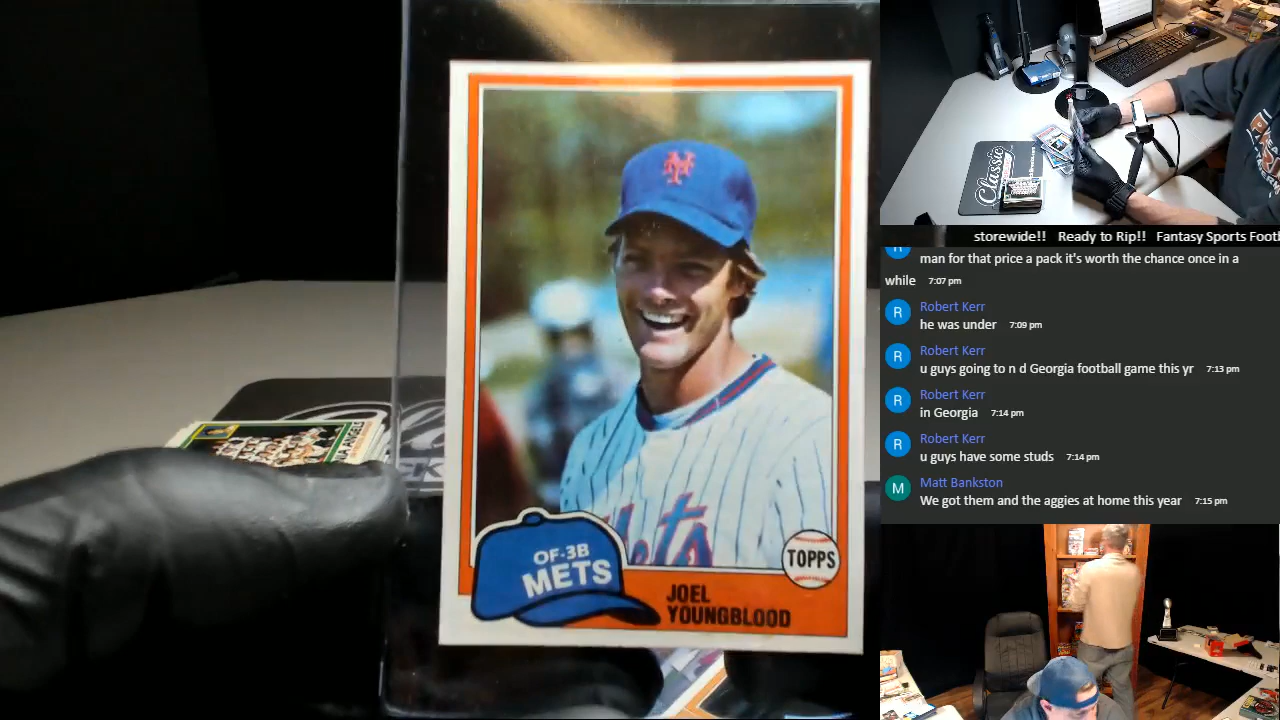 NY
Mets
OF-3B
METS
TOPPS
JOEL
YOUNGBLOOD
Classic
storewide!! Ready to Rip!! Fantasy Sports Foot
man for that price a pack it's worth the chance once in a
while 7:07 pm
R
Robert Kerr
he was under 7:09 pm
R
Robert Kerr
u guys going to n d Georgia football game this yr 7:13 pm
R
Robert Kerr
in Georgia 7:14 pm
R
Robert Kerr
u guys have some studs 7:14 pm
M
Matt Bankston
We got them and the aggies at home this year 7:15 pm